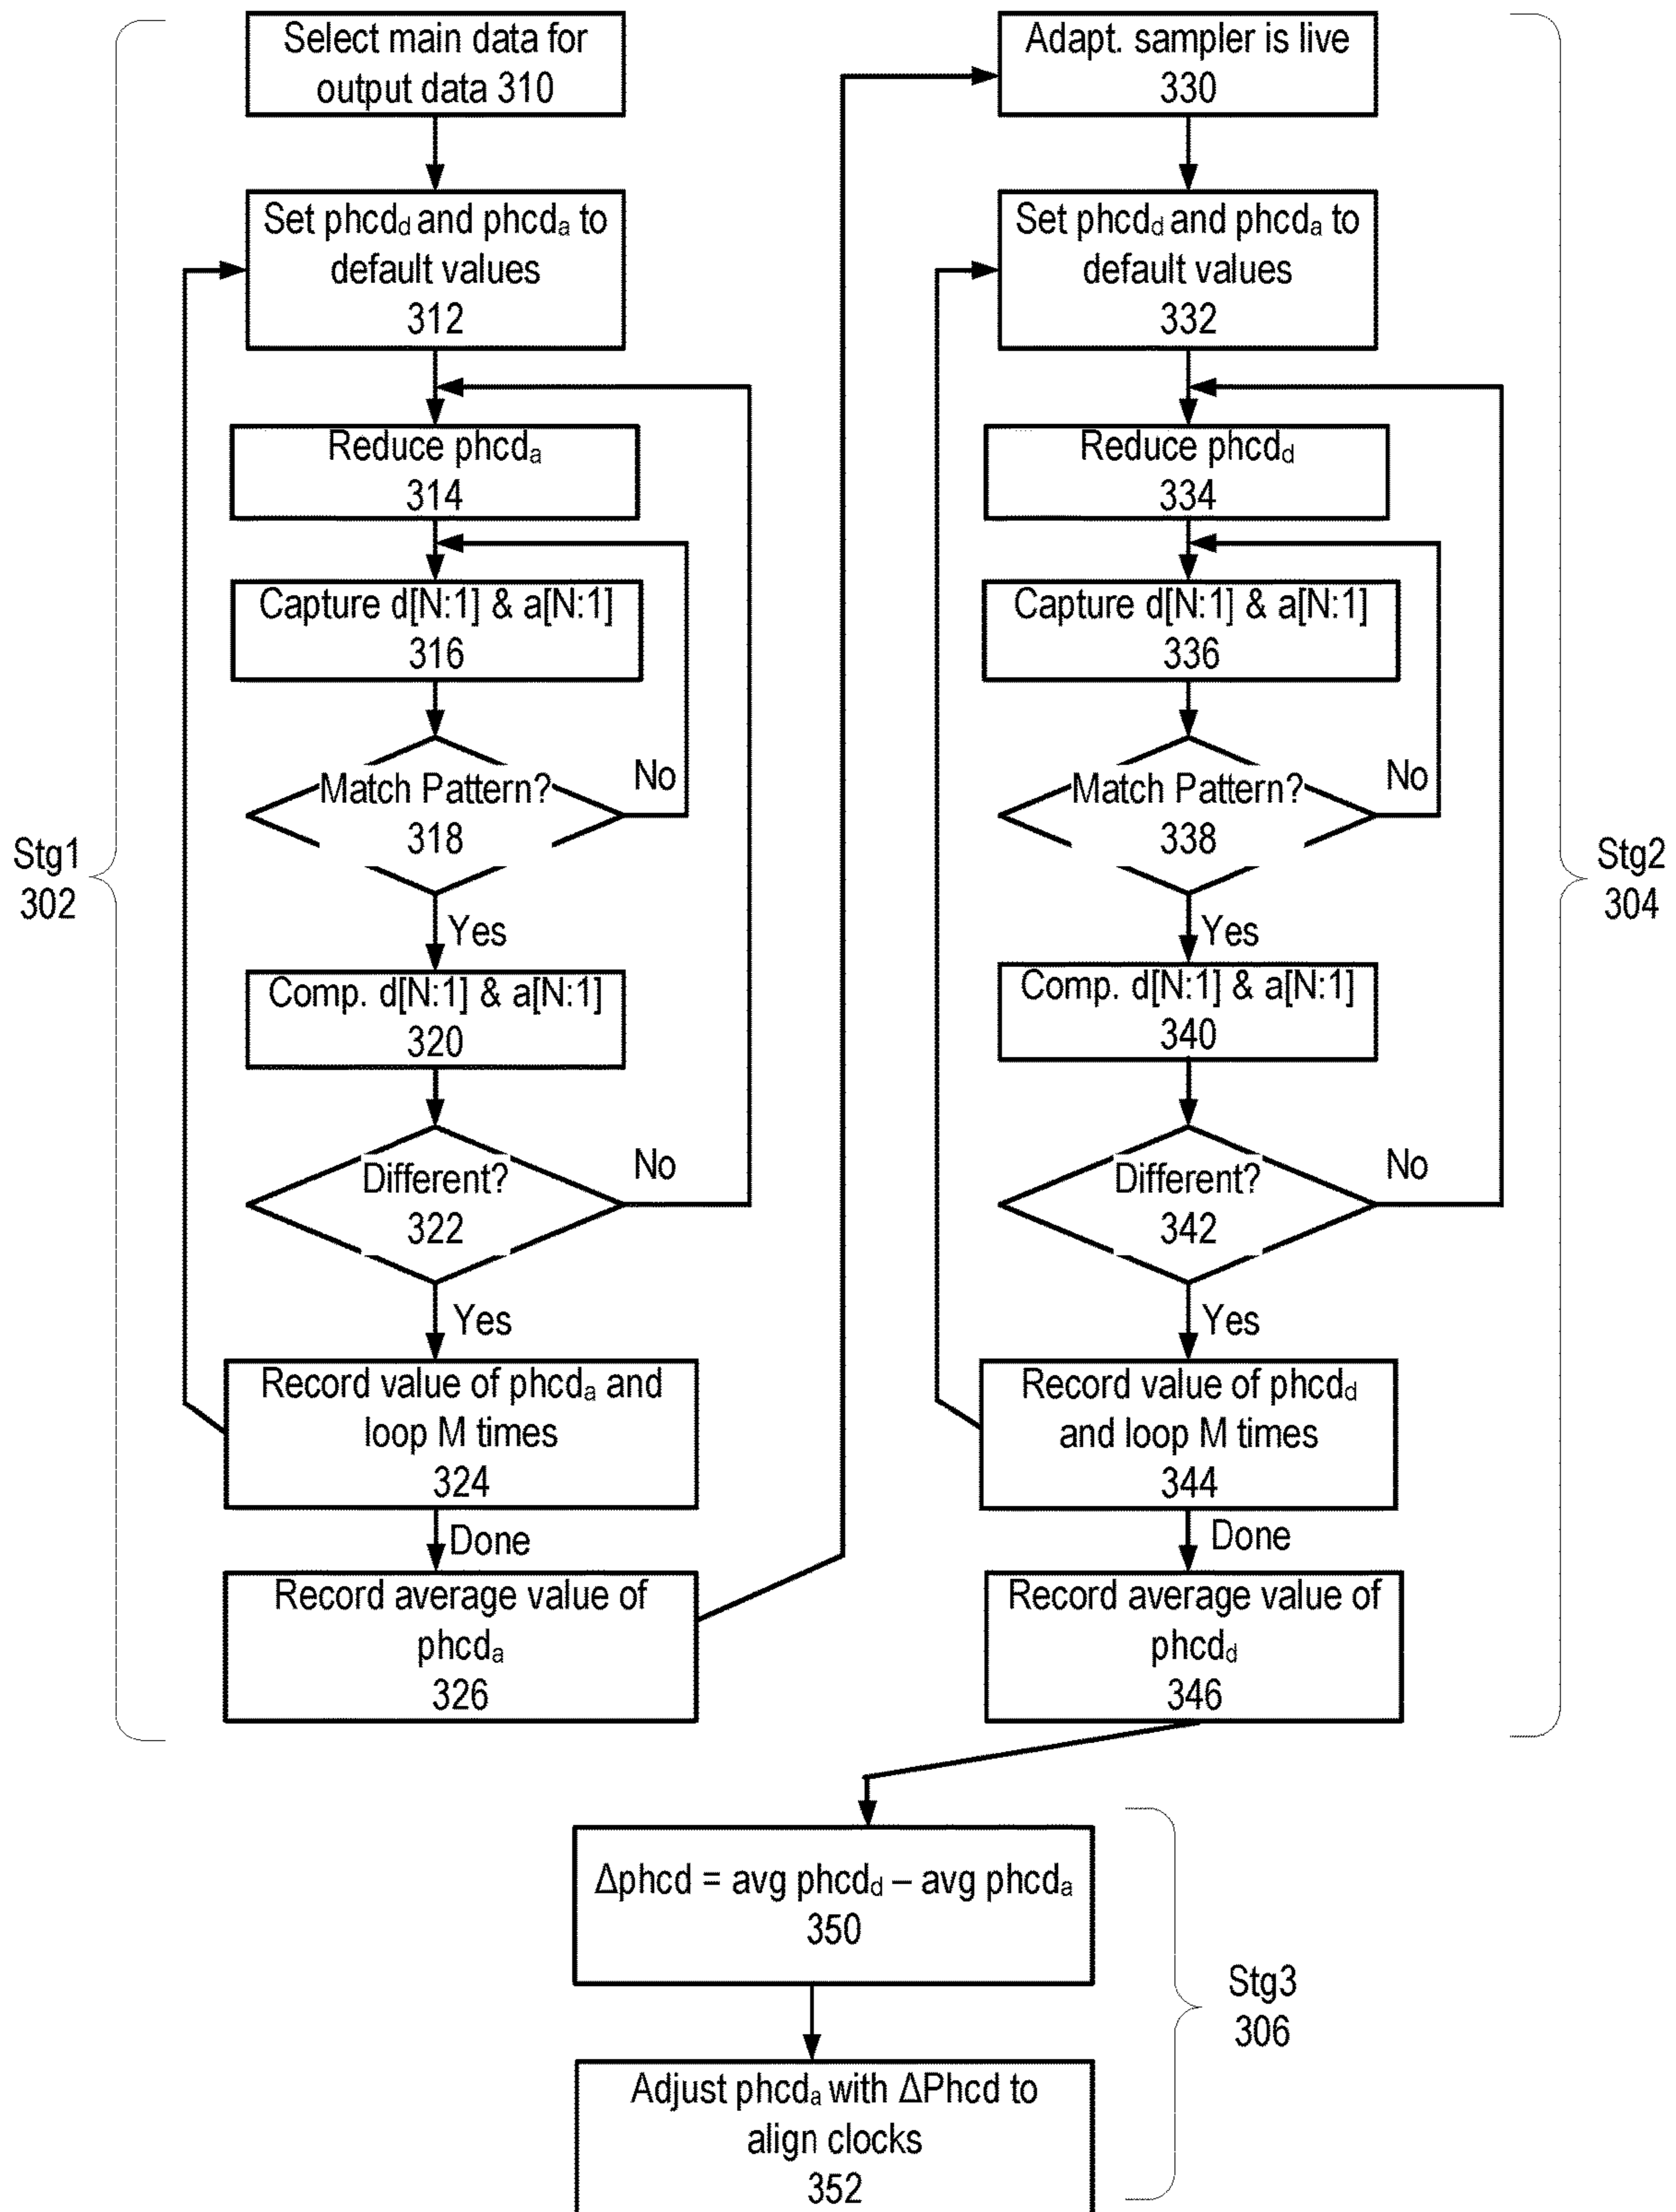 Select main data for
output data 310
Set phcdd and phcda to
default values
312
Reduce phcda
314
Capture d[N:1] & a[N:1]
316
Match Pattern?
318
No
Yes
Comp. d[N:1] & a[N:1]
320
Different?
322
No
Yes
Record value of phcda and
loop M times
324
Done
Record average value of
phcda
326
Stg1
302
Adapt. sampler is live
330
Set phcdd and phcda to
default values
332
Reduce phcdd
334
Capture d[N:1] & a[N:1]
336
Match Pattern?
338
No
Yes
Comp. d[N:1] & a[N:1]
340
Different?
342
No
Yes
Record value of phcdd
and loop M times
344
Done
Record average value of
phcdd
346
Stg2
304
Δphcd = avg phcdd – avg phcda
350
Adjust phcda with ΔPhcd to
align clocks
352
Stg3
306